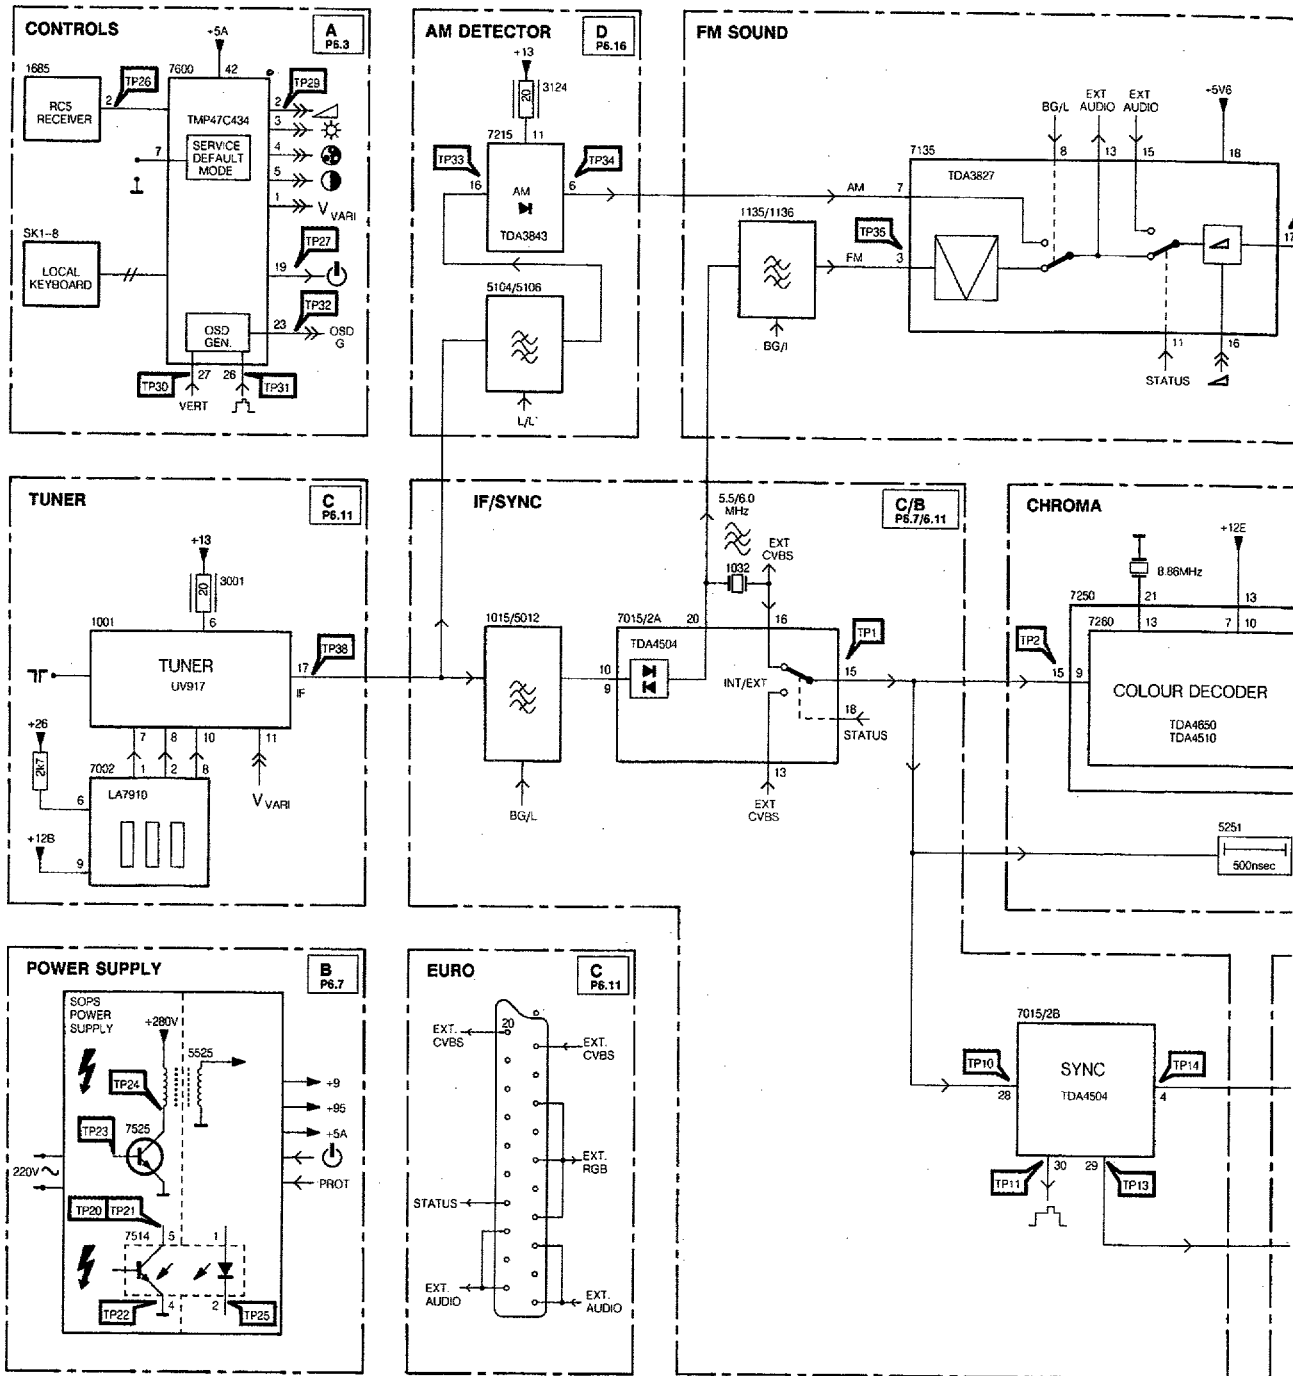 CONTROLS
A
P6.3
+5A
1685
7600
42
TP26
TP29
2
RC5
RECEIVER
TMP47C434
2
3
4
5
1
V VARI
7
SERVICE
DEFAULT
MODE
SK1-8
LOCAL
KEYBOARD
TP27
19
TP32
23
OSD
G
OSD
GEN.
TP30
27
26
TP31
VERT
AM DETECTOR
D
P6.16
+13
20
3124
7215
11
TP33
TP34
16
6
AM
TDA3843
5104/5106
L/L'
FM SOUND
BG/L
EXT
AUDIO
EXT
AUDIO
+5V6
7135
8
13
15
18
TDA3827
AM
7
1135/1136
TP35
FM
3
17
BG/I
11
16
STATUS
TUNER
C
P6.11
+13
20
3001
1001
6
TUNER
UV917
17
TP38
IF
+26
2k7
7
8
10
11
7002
1
2
8
V VARI
LA7910
6
+12B
9
IF/SYNC
C/B
P6.7/6.11
5.5/6.0
MHz
EXT
CVBS
1032
1015/5012
7015/2A
20
16
TDA4504
TP1
10
9
INT/EXT
15
18
STATUS
13
BG/L
EXT
CVBS
CHROMA
+12E
8.86MHz
7250
21
13
7260
13
7
10
TP2
15
9
COLOUR DECODER
TDA4650
TDA4510
5251
500nsec
POWER SUPPLY
B
P6.7
SOPS
POWER
SUPPLY
+280V
5525
TP24
+9
+95
+5A
TP23
7525
220V
PROT
TP20
TP21
7514
5
1
TP22
4
2
TP25
EURO
C
P6.11
20
EXT.
CVBS
EXT.
CVBS
EXT.
RGB
STATUS
EXT.
AUDIO
EXT.
AUDIO
7015/2B
TP10
SYNC
TP14
28
TDA4504
4
TP11
30
29
TP13